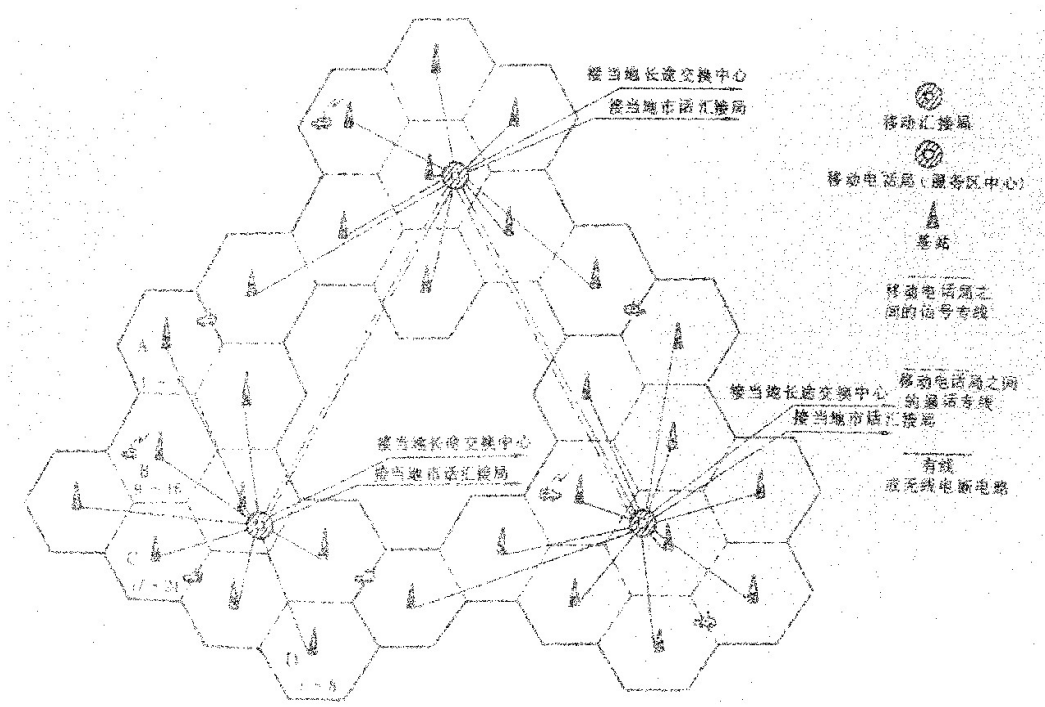 接当地长途交换中心
接当地市话汇接局
移动汇接局
移动电话局(服务区中心)
基站
移动电话局之
间的信号专线
移动电话局之间
的通话专线
接当地长途交换中心
接当地市话汇接局
接当地长途交换中心
接当地市话汇接局
有线
或无线电断电路
A
B
9~16
C
D